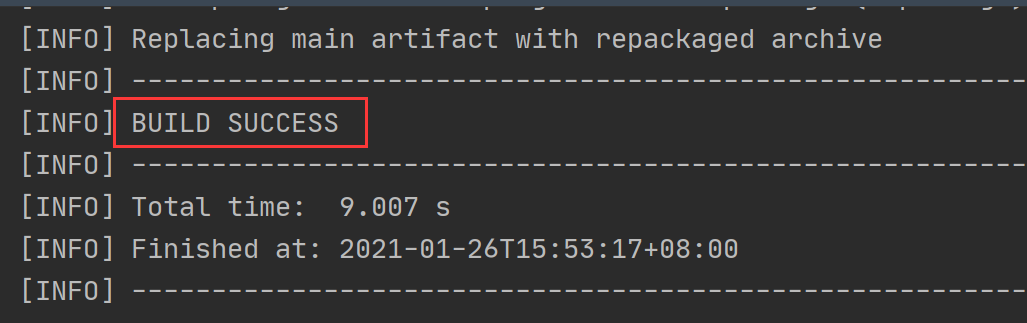 [INFO] Replacing main artifact with repackaged archive
[INFO] ------------------------------------------------------------------------
[INFO] BUILD SUCCESS
[INFO] ------------------------------------------------------------------------
[INFO] Total time:  9.007 s
[INFO] Finished at: 2021-01-26T15:53:17+08:00
[INFO] ------------------------------------------------------------------------